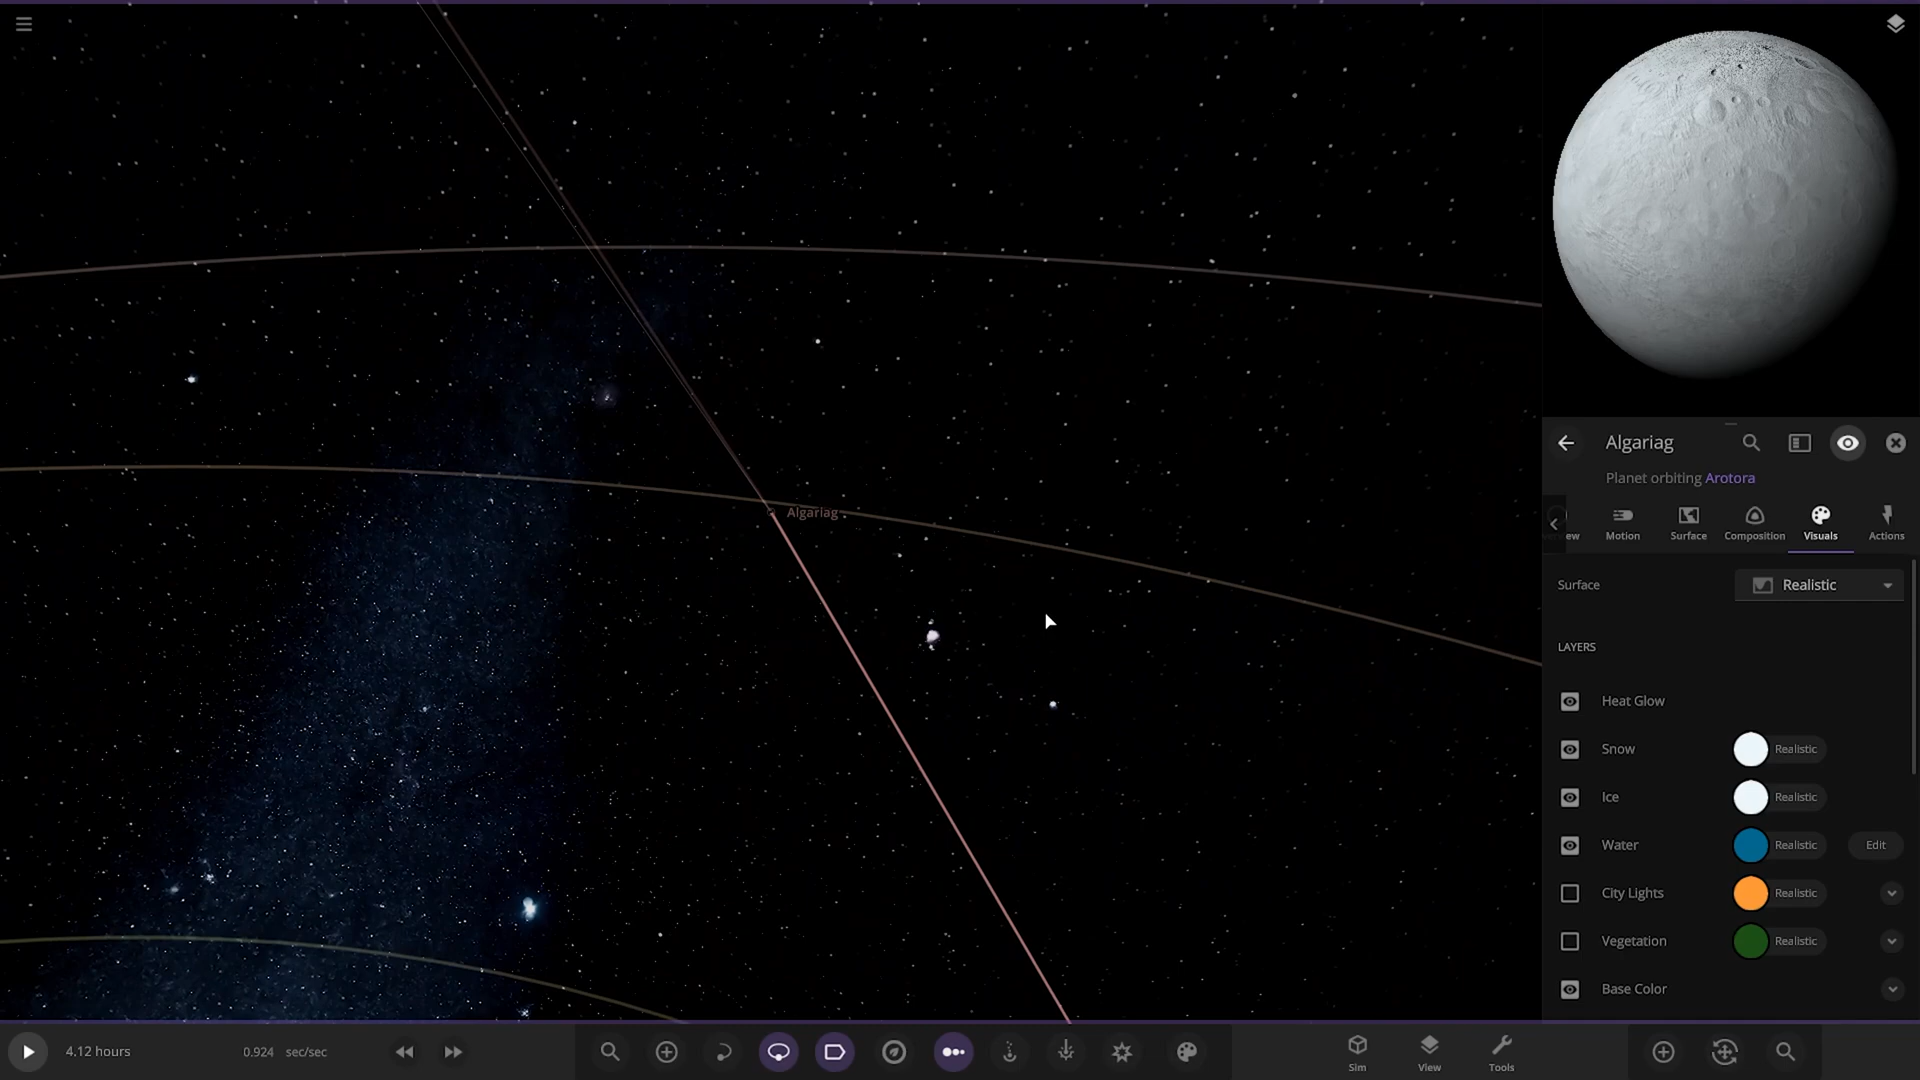 Algariag
Algariag
Planet orbiting Arotora
Motion
Surface
Composition
Visuals
Actions
Surface
Realistic
LAYERS
Heat Glow
Snow Realistic
Ice Realistic
Water Realistic Edit
City Lights Realistic
Vegetation Realistic
Base Color
4.12 hours
0.924 sec/sec
Sim
View
Tools